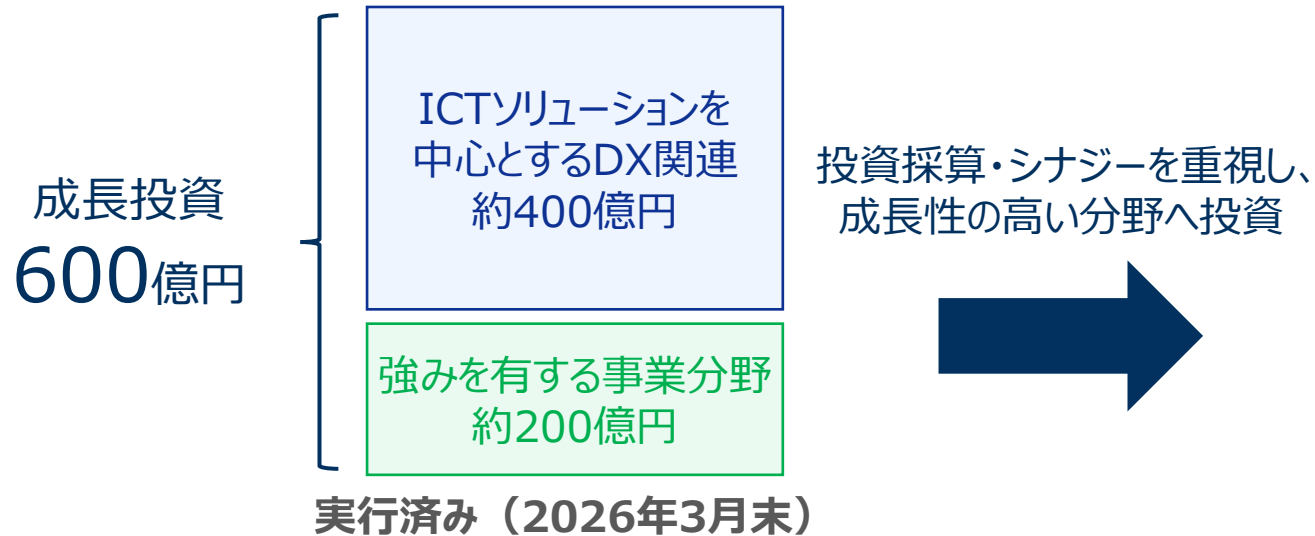 成長投資
600億円
ICTソリューションを
中心とするDX関連
約400億円
強みを有する事業分野
約200億円
実行済み（2026年3月末）
投資採算・シナジーを重視し、
成長性の高い分野へ投資